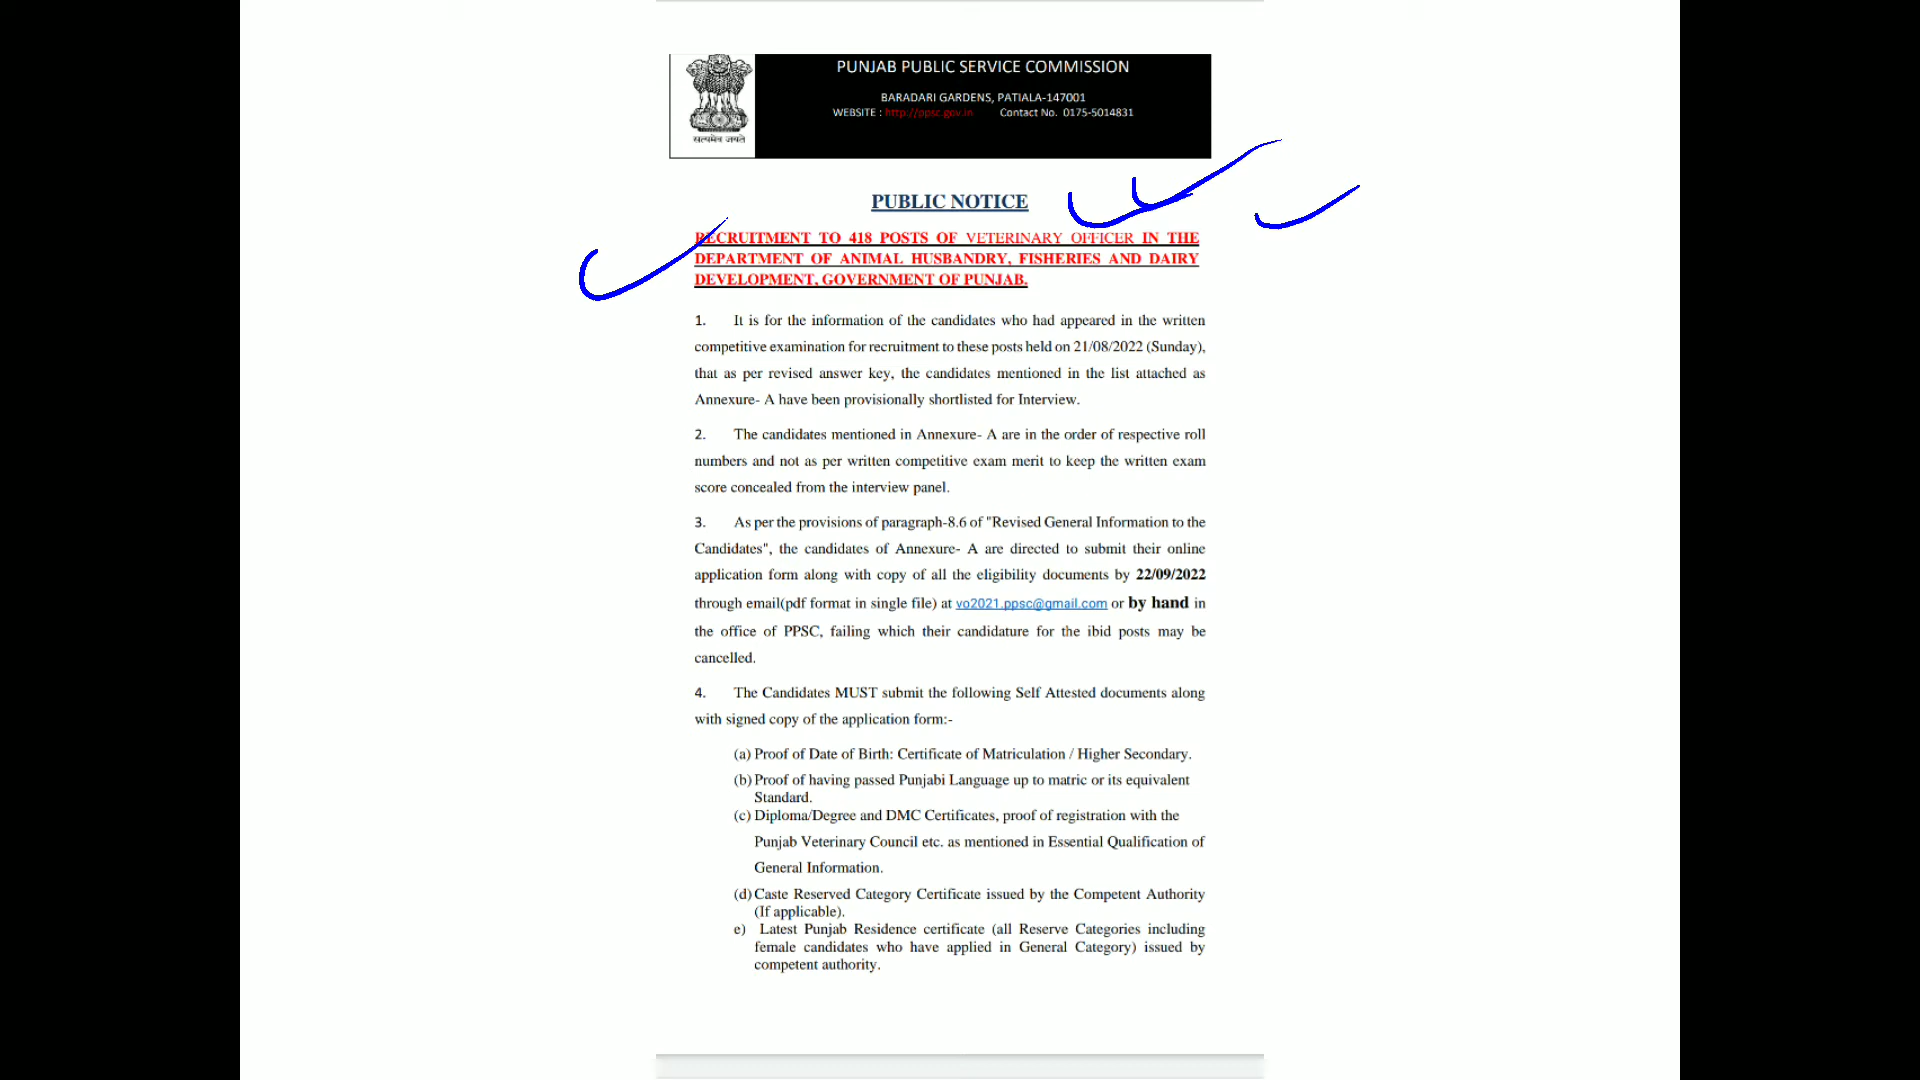 सत्यमेव जयते
PUNJAB PUBLIC SERVICE COMMISSION
BARADARI GARDENS, PATIALA-147001
WEBSITE : http://ppsc.gov.in Contact No. 0175-5014831
PUBLIC NOTICE
RECRUITMENT TO 418 POSTS OF VETERINARY OFFICER IN THE
DEPARTMENT OF ANIMAL HUSBANDRY, FISHERIES AND DAIRY
DEVELOPMENT, GOVERNMENT OF PUNJAB.
1. It is for the information of the candidates who had appeared in the written
competitive examination for recruitment to these posts held on 21/08/2022 (Sunday),
that as per revised answer key, the candidates mentioned in the list attached as
Annexure- A have been provisionally shortlisted for Interview.
2. The candidates mentioned in Annexure- A are in the order of respective roll
numbers and not as per written competitive exam merit to keep the written exam
score concealed from the interview panel.
3. As per the provisions of paragraph-8.6 of "Revised General Information to the
Candidates", the candidates of Annexure- A are directed to submit their online
application form along with copy of all the eligibility documents by 22/09/2022
through email(pdf format in single file) at vo2021.ppsc@gmail.com or by hand in
the office of PPSC, failing which their candidature for the ibid posts may be
cancelled.
4. The Candidates MUST submit the following Self Attested documents along
with signed copy of the application form:-
(a) Proof of Date of Birth: Certificate of Matriculation / Higher Secondary.
(b) Proof of having passed Punjabi Language up to matric or its equivalent
Standard.
(c) Diploma/Degree and DMC Certificates, proof of registration with the
Punjab Veterinary Council etc. as mentioned in Essential Qualification of
General Information.
(d) Caste Reserved Category Certificate issued by the Competent Authority
(If applicable).
e) Latest Punjab Residence certificate (all Reserve Categories including
female candidates who have applied in General Category) issued by
competent authority.